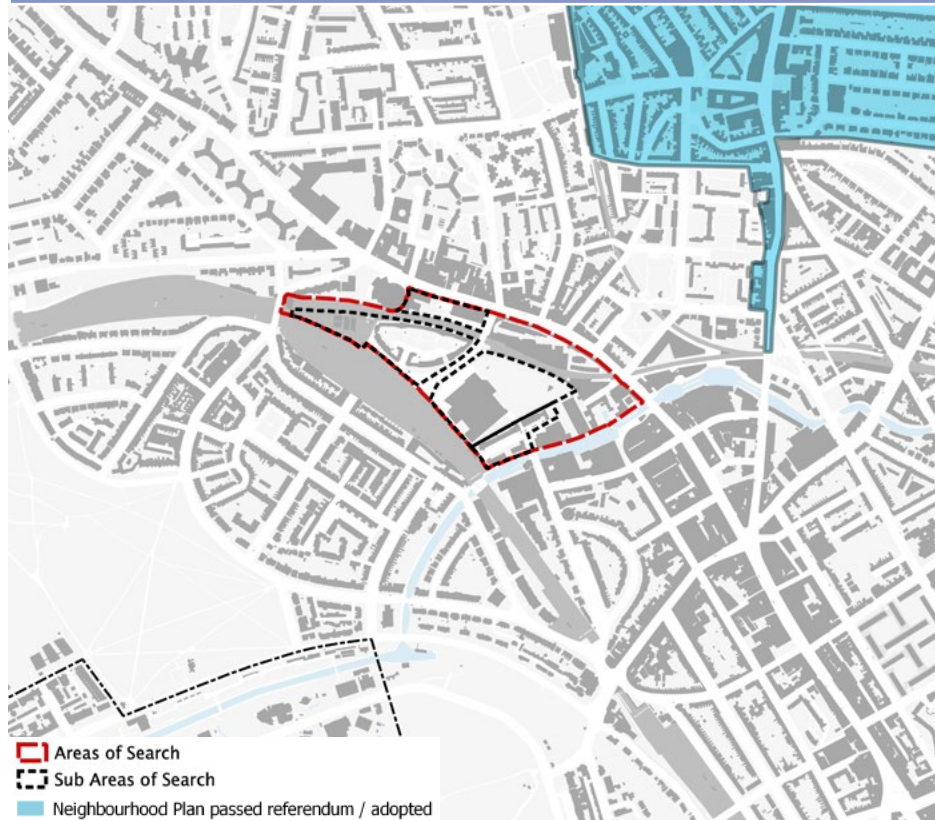 Areas of Search
Sub Areas of Search
Neighbourhood Plan passed referendum / adopted